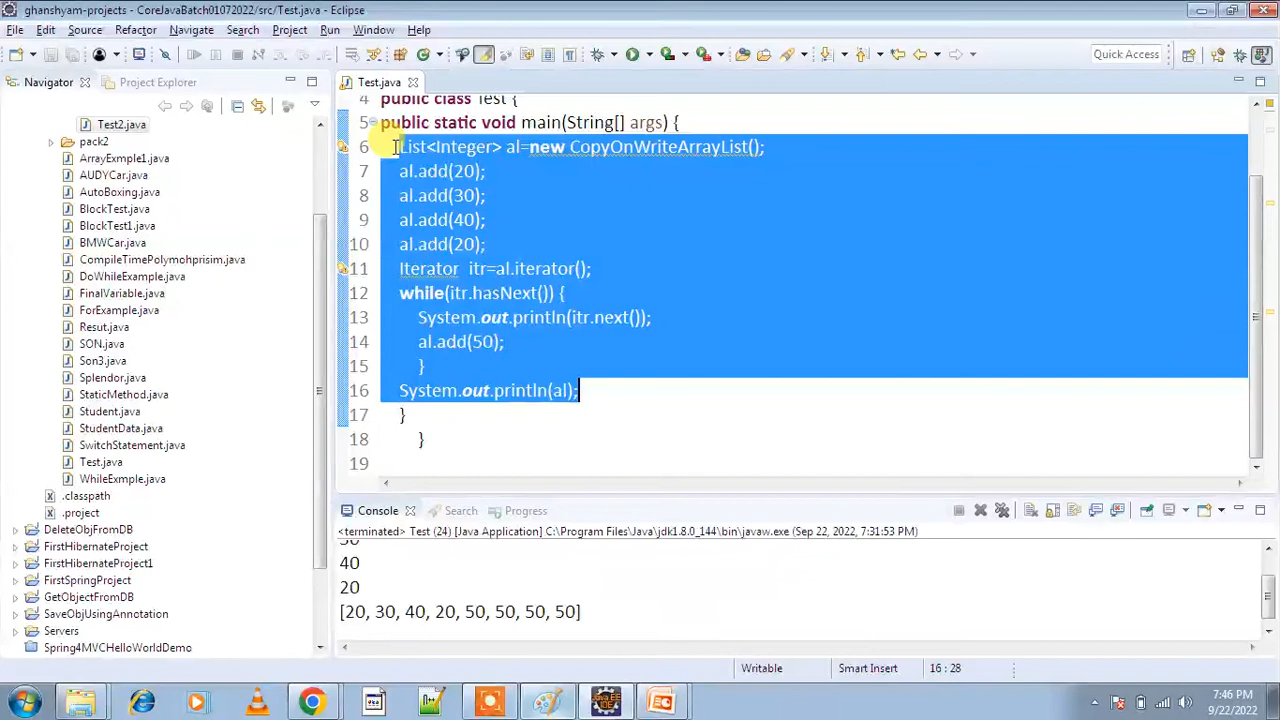 ghanshyam-projects - CoreJavaBatch01072022/src/Test.java - Eclipse
File Edit Source Refactor Navigate Search Project Run Window Help
Quick Access
Navigator Project Explorer
Test2.java
pack2
ArrayExmple1.java
AUDYCar.java
AutoBoxing.java
BlockTest.java
BlockTest1.java
BMWCar.java
CompileTimePolymohprisim.java
DoWhileExample.java
FinalVariable.java
ForExample.java
Resut.java
SON.java
Son3.java
Splendor.java
StaticMethod.java
Student.java
StudentData.java
SwitchStatement.java
Test.java
WhileExmple.java
.classpath
.project
DeleteObjFromDB
FirstHibernateProject
FirstHibernateProject1
FirstSpringProject
GetObjectFromDB
SaveObjUsingAnnotation
Servers
Spring4MVCHelloWorldDemo
Test.java
4 public class Test {
5 public static void main(String[] args) {
6 List<Integer> al=new CopyOnWriteArrayList();
7 al.add(20);
8 al.add(30);
9 al.add(40);
10 al.add(20);
11 Iterator itr=al.iterator();
12 while(itr.hasNext()) {
13 System.out.println(itr.next());
14 al.add(50);
15 }
16 System.out.println(al);
17 }
18 }
19
Console Search Progress
<terminated> Test (24) [Java Application] C:\Program Files\Java\jdk1.8.0_144\bin\javaw.exe (Sep 22, 2022, 7:31:53 PM)
30
40
20
[20, 30, 40, 20, 50, 50, 50, 50]
Writable Smart Insert 16 : 28
7:46 PM
9/22/2022